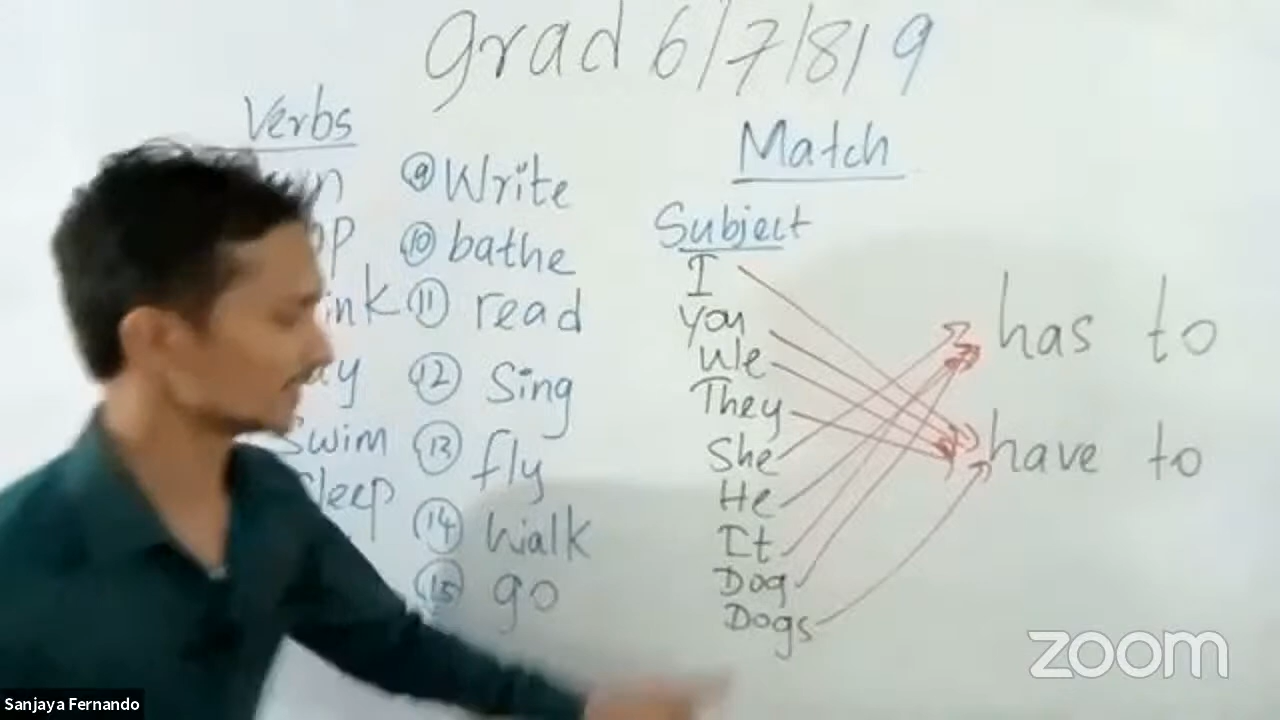 grad 6/7/8/9
Verbs
Swim
Sleep
9 Write
10 bathe
11 read
12 Sing
13 fly
14 Walk
15 go
Match
Subject
I
You
We
They
She
He
It
Dog
Dogs
has to
have to
zoom
Sanjaya Fernando